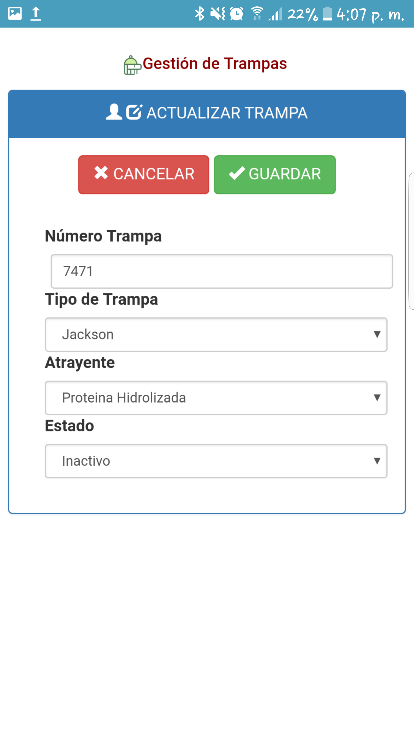 22% 4:07 p. m.
Gestión de Trampas
ACTUALIZAR TRAMPA
CANCELAR GUARDAR
Número Trampa
7471
Tipo de Trampa
Jackson
Atrayente
Proteina Hidrolizada
Estado
Inactivo